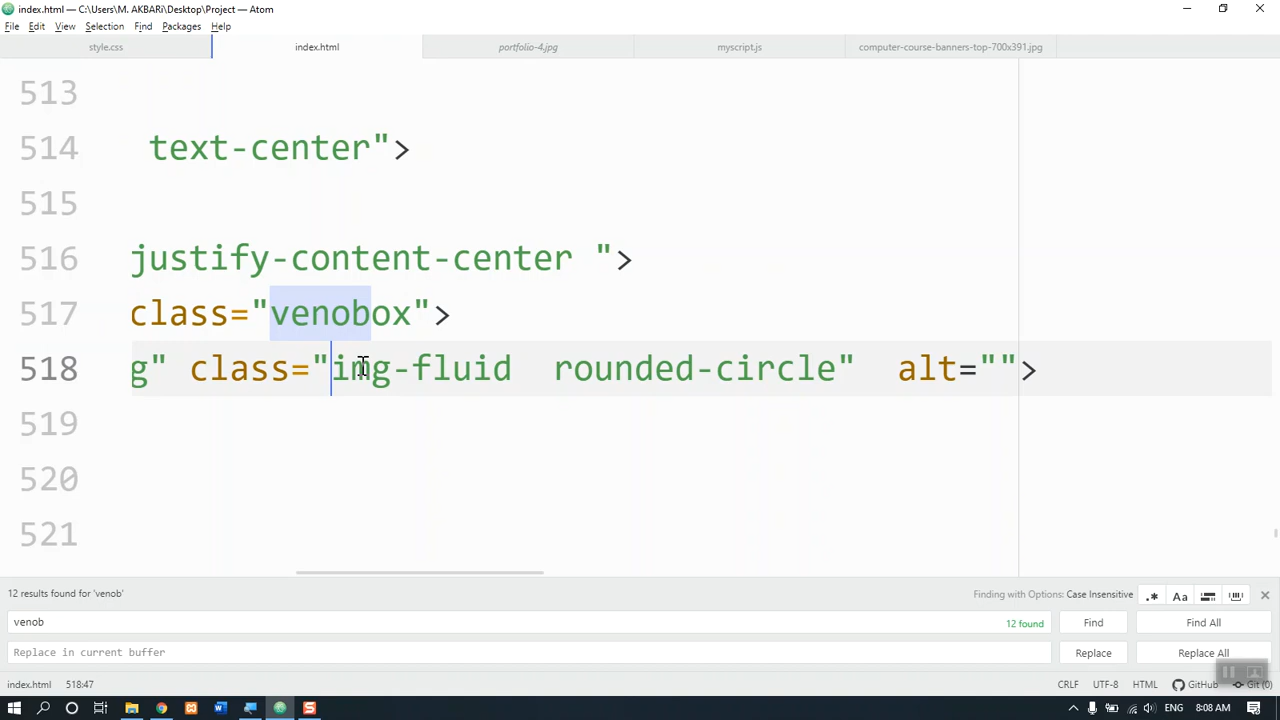 index.html — C:\Users\M. AKBARi\Desktop\Project — Atom
File Edit View Selection Find Packages Help
style.css index.html portfolio-4.jpg myscript.js computer-course-banners-top-700x391.jpg
513
514 text-center">
515
516 justify-content-center ">
517 class="venobox">
518 g" class="img-fluid  rounded-circle"  alt="">
519
520
521
12 results found for 'venob' Finding with Options: Case Insensitive .* Aa
venob 12 found Find Find All
Replace in current buffer Replace Replace All
index.html 518:47 CRLF UTF-8 HTML GitHub Git (0)
ENG 8:08 AM